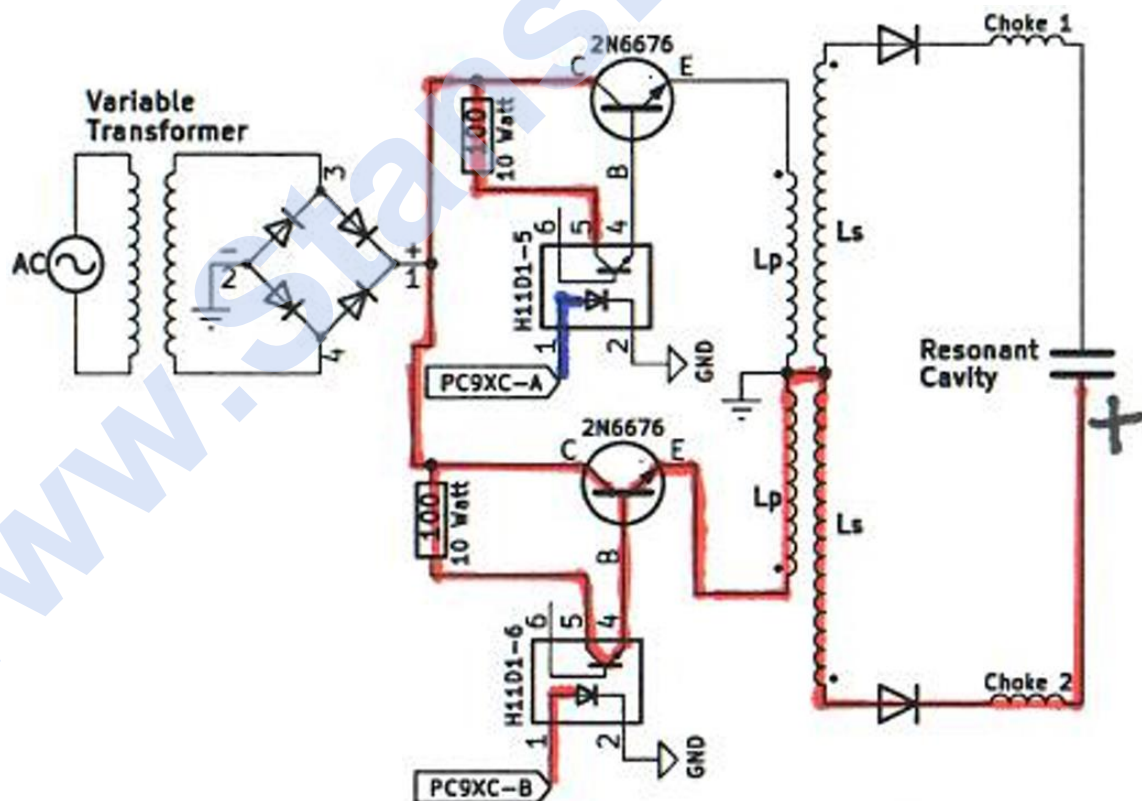 www.stans
Variable
Transformer
AC
3
-
2
+
1
4
2N6676
C
E
B
100
10 Watt
6
5
4
H11D1-5
1
2
GND
PC9XC-A
Lp
Ls
Choke 1
Resonant
Cavity
+
2N6676
C
E
B
100
10 Watt
6
5
4
H11D1-6
1
2
GND
PC9XC-B
Lp
Ls
Choke 2